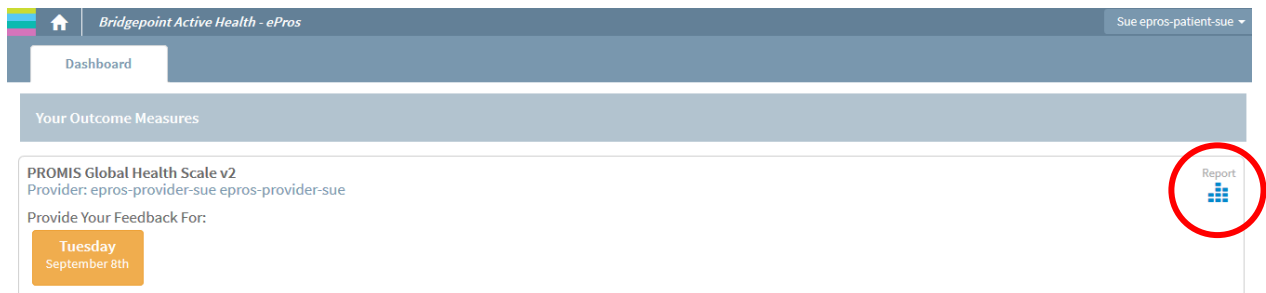 Bridgepoint Active Health - ePros
Sue epros-patient-sue
Dashboard
Your Outcome Measures
PROMIS Global Health Scale v2
Report
Provider: epros-provider-sue epros-provider-sue
Provide Your Feedback For:
Tuesday
September 8th